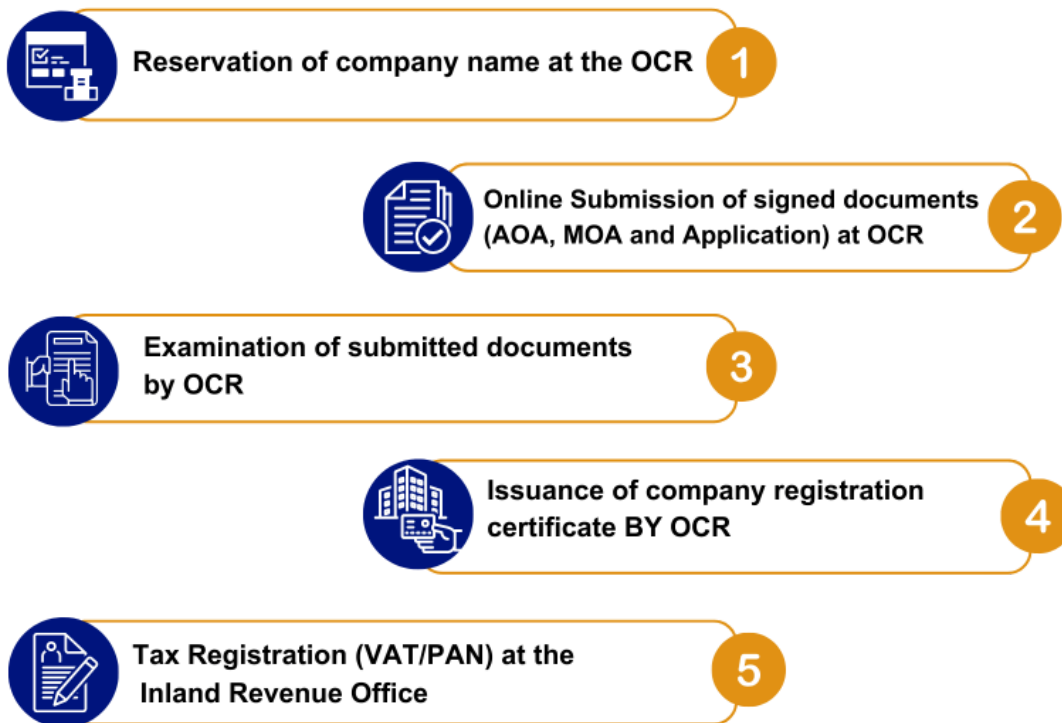 Reservation of company name at the OCR
1
Online Submission of signed documents
(AOA, MOA and Application) at OCR
2
Examination of submitted documents
by OCR
3
Issuance of company registration
certificate BY OCR
4
Tax Registration (VAT/PAN) at the
Inland Revenue Office
5